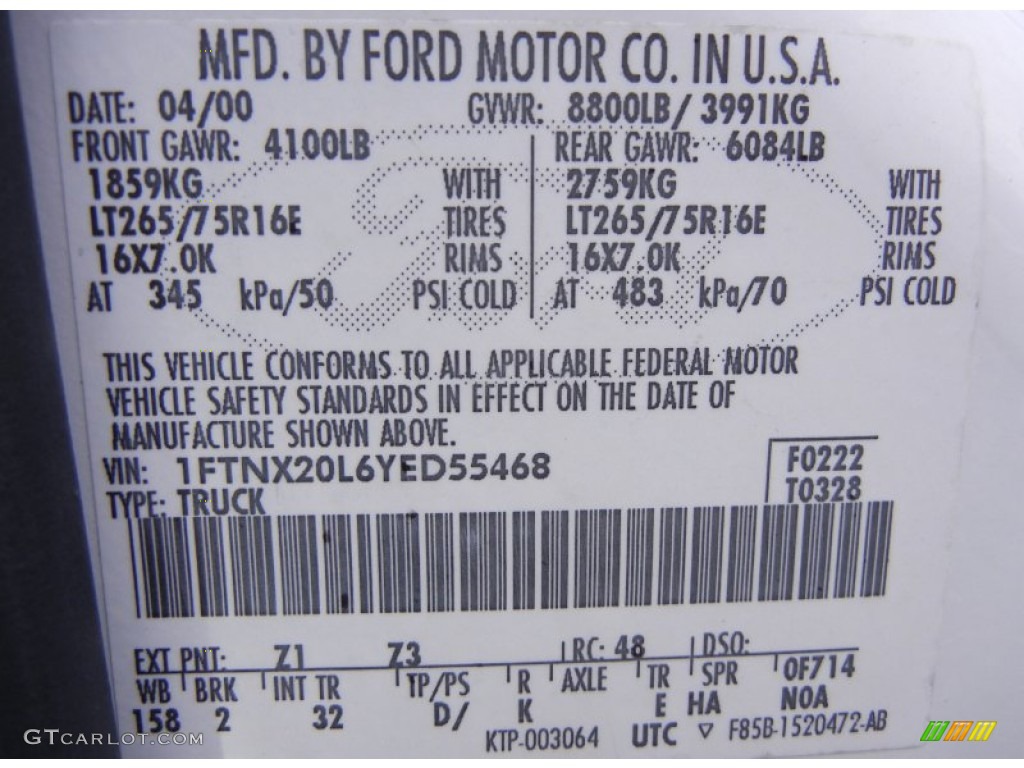 MFD. BY FORD MOTOR CO. IN U.S.A.
DATE: 04/00 GVWR: 8800LB/ 3991KG
FRONT GAWR: 4100LB REAR GAWR: 6084LB
1859KG WITH 2759KG WITH
LT265/75R16E TIRES LT265/75R16E TIRES
16X7.0K RIMS 16X7.0K RIMS
AT 345 kPa/50 PSI COLD AT 483 kPa/70 PSI COLD
THIS VEHICLE CONFORMS TO ALL APPLICABLE FEDERAL MOTOR
VEHICLE SAFETY STANDARDS IN EFFECT ON THE DATE OF
MANUFACTURE SHOWN ABOVE.
VIN: 1FTNX20L6YED55468 F0222
TYPE: TRUCK T0328
EXT PNT: Z1 Z3 RC: 48 DSO:
WB BRK INT TR TP/PS R AXLE TR SPR 0F714
158 2 32 D/ K E HA N0A
KTP-003064 UTC ▽ F85B-1520472-AB
GTCARLOT.COM